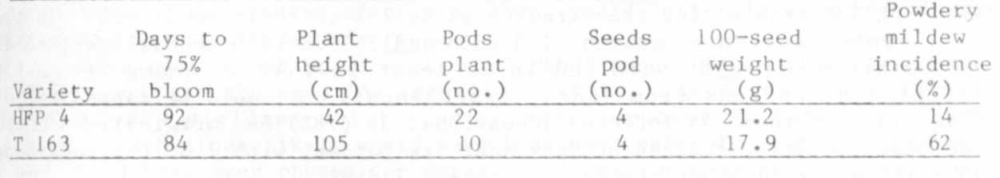 Powdery
Days to Plant Pods Seeds 100-seed mildew
75% height plant pod weight incidence
Variety bloom (cm) (no.) (no.) (g) (%)
HFP 4 92 42 22 4 21.2 14
T 163 84 105 10 4 17.9 62